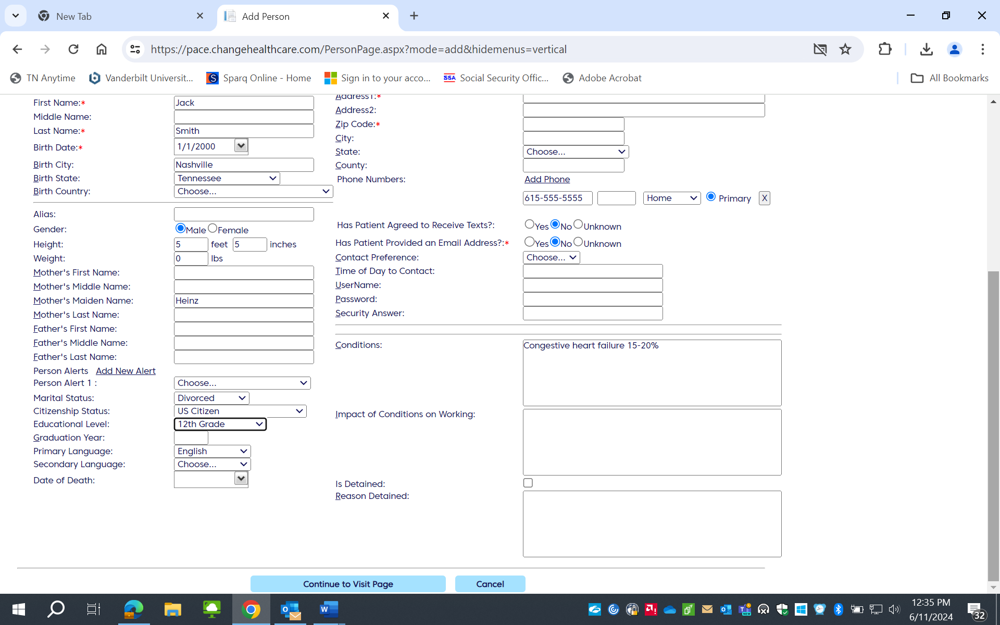 New Tab
Add Person
https://pace.changehealthcare.com/PersonPage.aspx?mode=add&hidemenus=vertical
TN Anytime
Vanderbilt Universit...
Sparq Online - Home
Sign in to your acco...
SSA Social Security Offic...
Adobe Acrobat
All Bookmarks
First Name:* Jack
Middle Name:
Last Name:* Smith
Birth Date:* 1/1/2000
Birth City: Nashville
Birth State: Tennessee
Birth Country: Choose...
Alias:
Gender: Male Female
Height: 5 feet 5 inches
Weight: 0 lbs
Mother's First Name:
Mother's Middle Name:
Mother's Maiden Name: Heinz
Mother's Last Name:
Father's First Name:
Father's Middle Name:
Father's Last Name:
Person Alerts Add New Alert
Person Alert 1 : Choose...
Marital Status: Divorced
Citizenship Status: US Citizen
Educational Level: 12th Grade
Graduation Year:
Primary Language: English
Secondary Language: Choose...
Date of Death:
Address1:*
Address2:
Zip Code:*
City:
State: Choose...
County:
Phone Numbers: Add Phone
615-555-5555 Home Primary X
Has Patient Agreed to Receive Texts?: Yes No Unknown
Has Patient Provided an Email Address?:* Yes No Unknown
Contact Preference: Choose...
Time of Day to Contact:
UserName:
Password:
Security Answer:
Conditions: Congestive heart failure 15-20%
Impact of Conditions on Working:
Is Detained:
Reason Detained:
Continue to Visit Page
Cancel
12:35 PM
6/11/2024
32